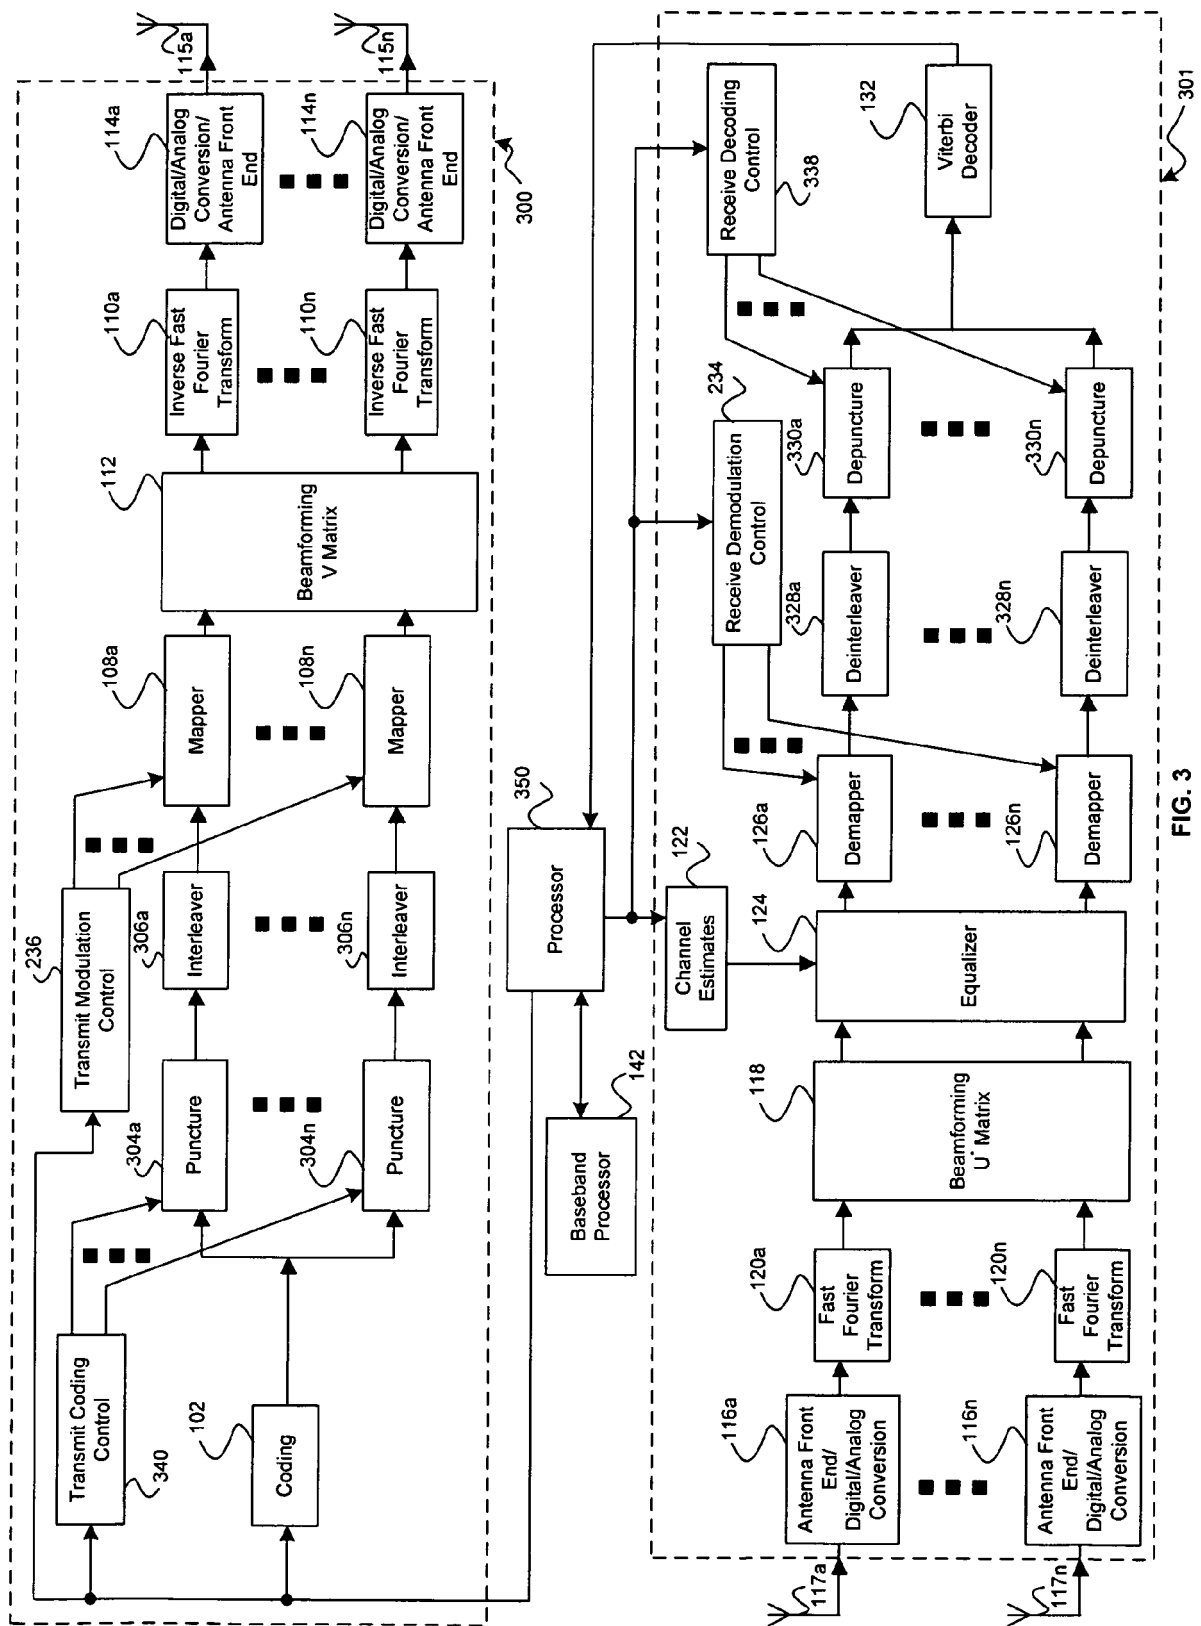 340
Transmit Coding
Control
102
Coding
236
Transmit Modulation
Control
304a
Puncture
304n
Puncture
306a
Interleaver
306n
Interleaver
108a
Mapper
108n
Mapper
112
Beamforming
V Matrix
110a
Inverse Fast
Fourier
Transform
110n
Inverse Fast
Fourier
Transform
114a
Digital/Analog
Conversion/
Antenna Front
End
114n
Digital/Analog
Conversion/
Antenna Front
End
115a
115n
300
350
Processor
142
Baseband
Processor
117a
117n
116a
Antenna Front
End/
Digital/Analog
Conversion
116n
Antenna Front
End/
Digital/Analog
Conversion
120a
Fast
Fourier
Transform
120n
Fast
Fourier
Transform
118
Beamforming
U* Matrix
122
Channel
Estimates
124
Equalizer
126a
Demapper
126n
Demapper
234
Receive Demodulation
Control
328a
Deinterleaver
328n
Deinterleaver
330a
Depuncture
330n
Depuncture
Receive Decoding
Control
338
132
Viterbi
Decoder
301
FIG. 3